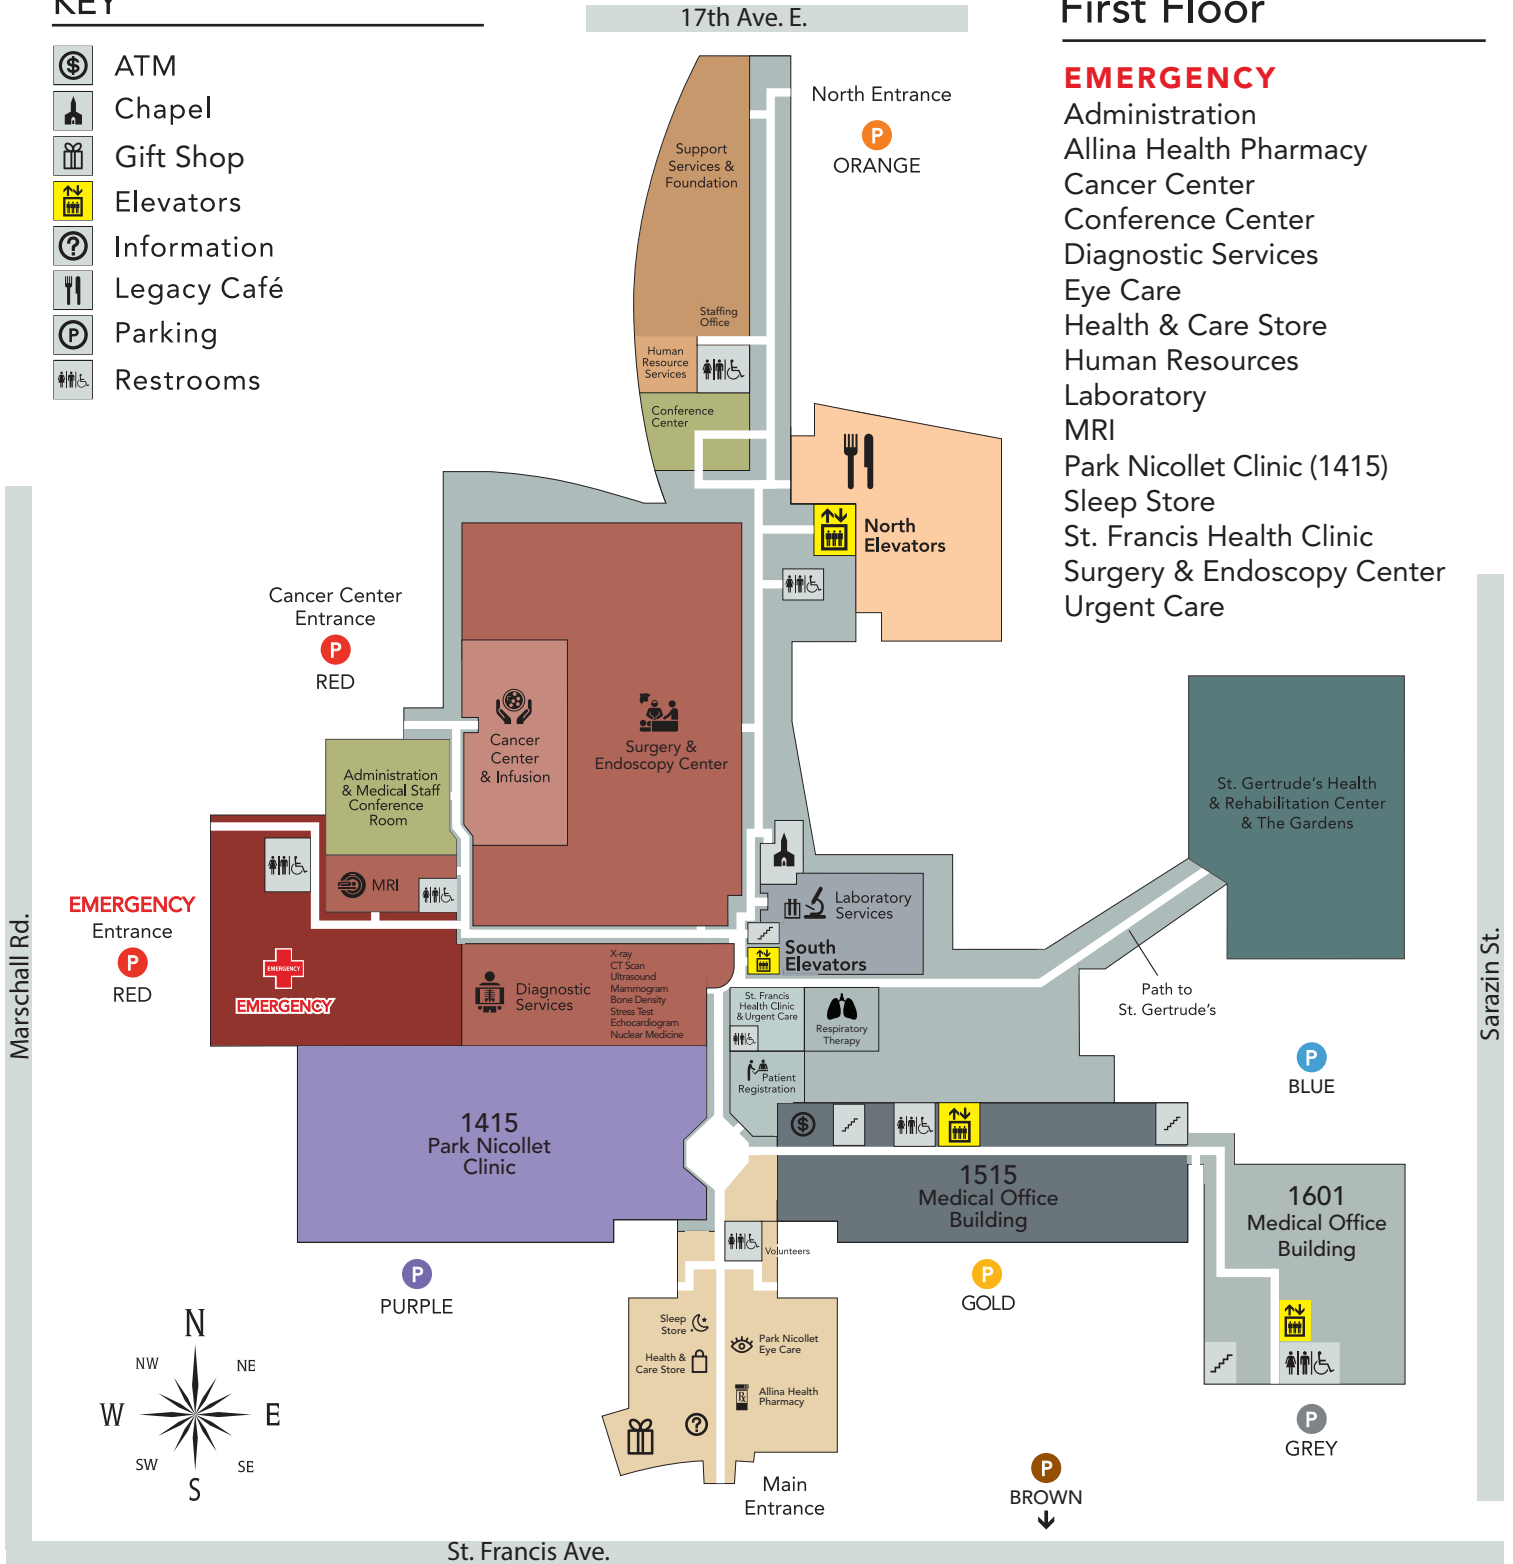 KEY
ATM
Chapel
Gift Shop
Elevators
Information
Legacy Café
Parking
Restrooms
17th Ave. E.
First Floor
EMERGENCY
Administration
Allina Health Pharmacy
Cancer Center
Conference Center
Diagnostic Services
Eye Care
Health & Care Store
Human Resources
Laboratory
MRI
Park Nicollet Clinic (1415)
Sleep Store
St. Francis Health Clinic
Surgery & Endoscopy Center
Urgent Care
North Entrance
P
ORANGE
Support
Services &
Foundation
Staffing
Office
Human
Resource
Services
Conference
Center
North
Elevators
Cancer Center
Entrance
P
RED
Cancer
Center
& Infusion
Surgery &
Endoscopy Center
Administration
& Medical Staff
Conference
Room
MRI
EMERGENCY
Entrance
P
RED
EMERGENCY
EMERGENCY
Diagnostic
Services
X-ray
CT Scan
Ultrasound
Mammogram
Bone Density
Stress Test
Echocardiogram
Nuclear Medicine
Laboratory
Services
South
Elevators
St. Francis
Health Clinic
& Urgent Care
Respiratory
Therapy
Patient
Registration
St. Gertrude's Health
& Rehabilitation Center
& The Gardens
Path to
St. Gertrude's
P
BLUE
Marschall Rd.
Sarazin St.
1415
Park Nicollet
Clinic
P
PURPLE
1515
Medical Office
Building
P
GOLD
1601
Medical Office
Building
P
GREY
Volunteers
Sleep
Store
Health &
Care Store
Park Nicollet
Eye Care
Rx
Allina Health
Pharmacy
Main
Entrance
P
BROWN
N
NW
NE
W
E
SW
SE
S
St. Francis Ave.